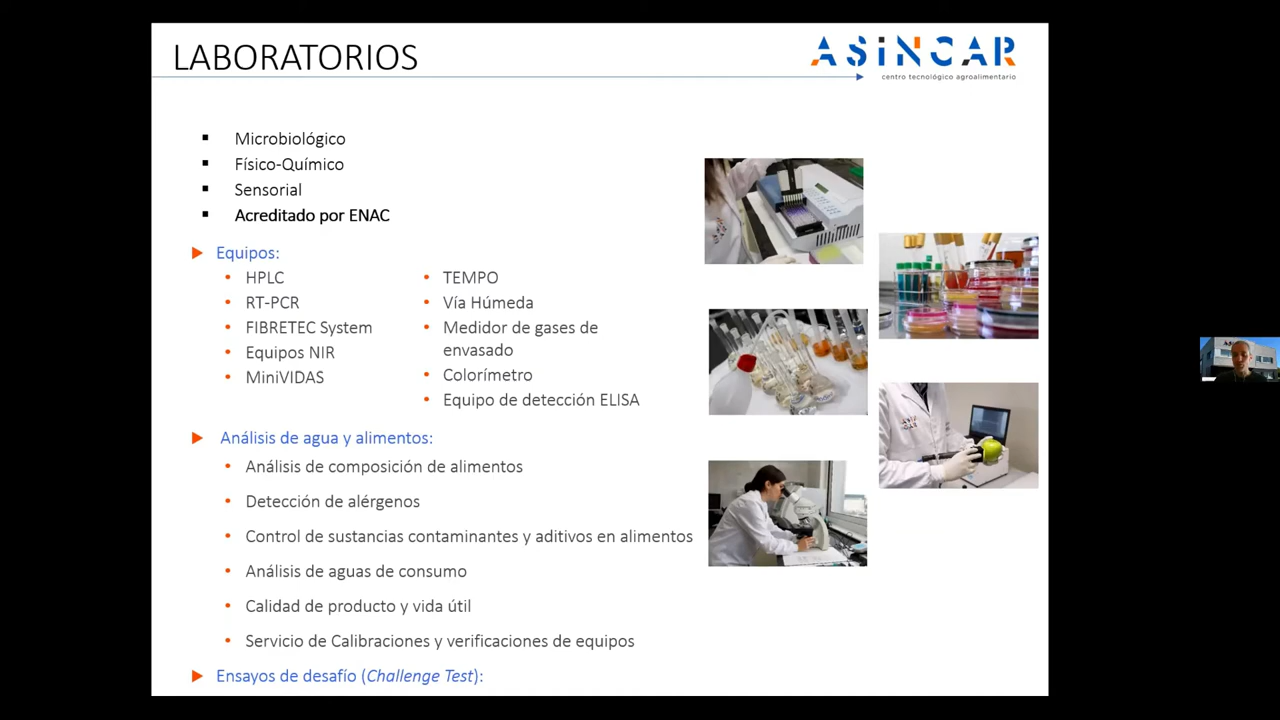 LABORATORIOS
ASINCAR
centro tecnológico agroalimentario
Microbiológico
Físico-Químico
Sensorial
Acreditado por ENAC
Equipos:
HPLC
RT-PCR
FIBRETEC System
Equipos NIR
MiniVIDAS
TEMPO
Vía Húmeda
Medidor de gases de
envasado
Colorímetro
Equipo de detección ELISA
Análisis de agua y alimentos:
Análisis de composición de alimentos
Detección de alérgenos
Control de sustancias contaminantes y aditivos en alimentos
Análisis de aguas de consumo
Calidad de producto y vida útil
Servicio de Calibraciones y verificaciones de equipos
Ensayos de desafío (Challenge Test):